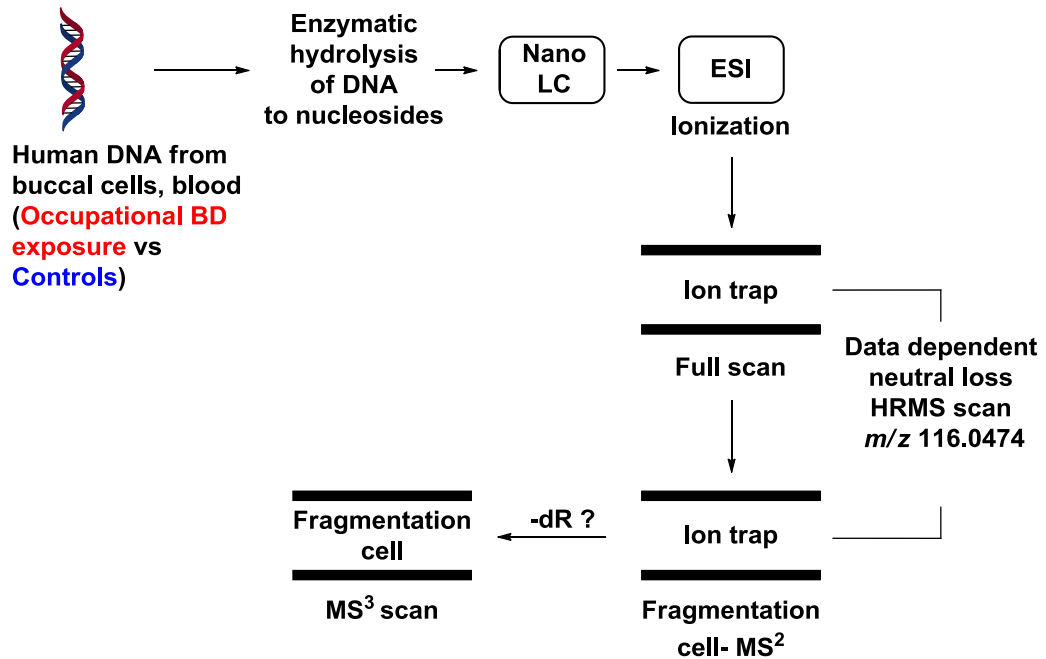 Human DNA from
buccal cells, blood
(Occupational BD
exposure vs
Controls)
Enzymatic
hydrolysis
of DNA
to nucleosides
Nano
LC
ESI
Ionization
Ion trap
Full scan
Data dependent
neutral loss
HRMS scan
m/z 116.0474
Ion trap
Fragmentation
cell- MS²
-dR ?
Fragmentation
cell
MS³ scan